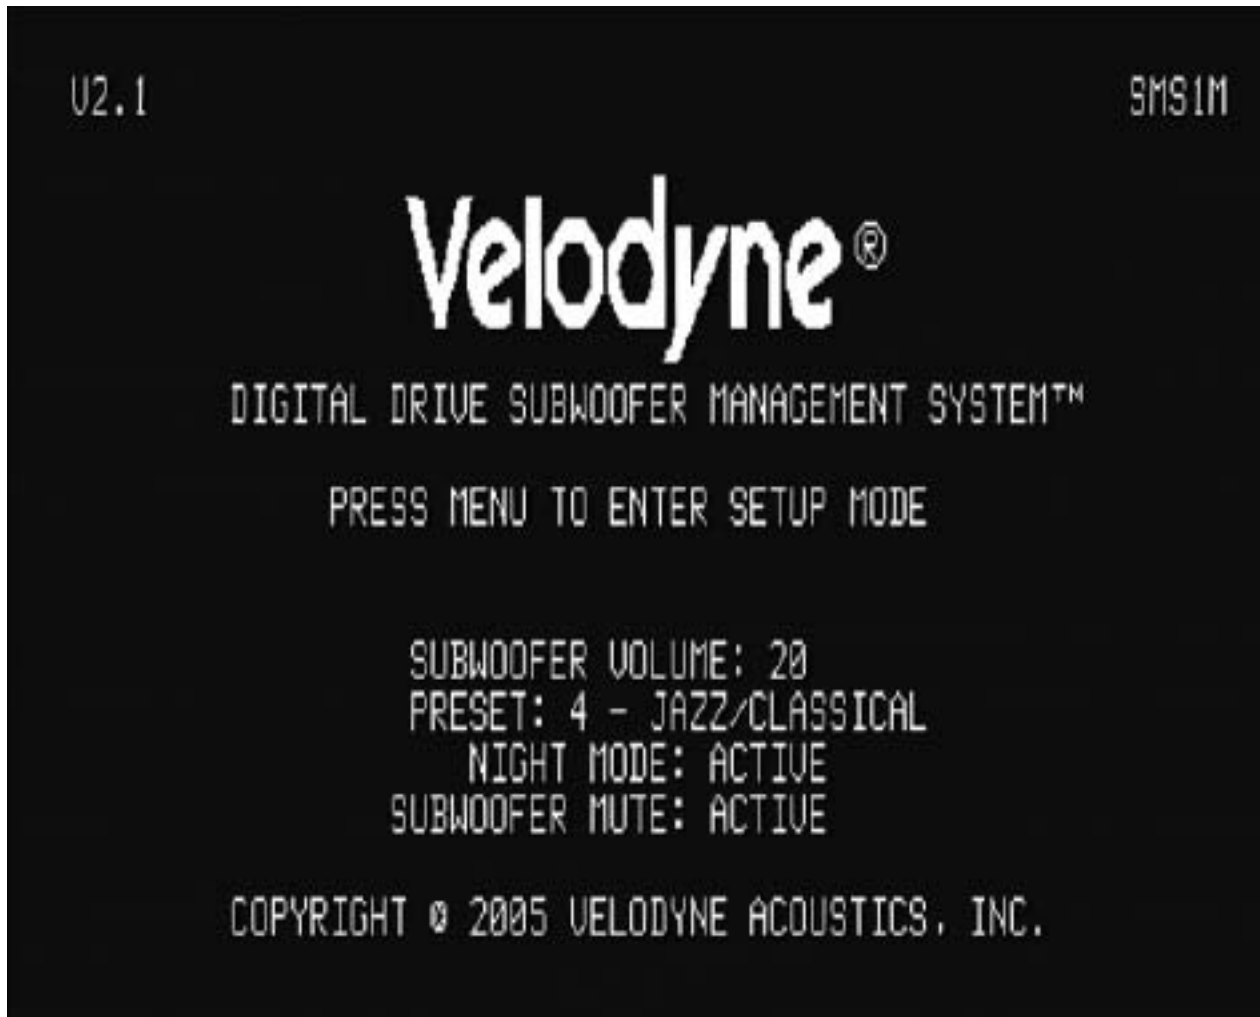 V2.1 SMS1M
Velodyne®
DIGITAL DRIVE SUBWOOFER MANAGEMENT SYSTEM™
PRESS MENU TO ENTER SETUP MODE
SUBWOOFER VOLUME: 20
PRESET: 4 - JAZZ/CLASSICAL
NIGHT MODE: ACTIVE
SUBWOOFER MUTE: ACTIVE
COPYRIGHT © 2005 VELODYNE ACOUSTICS, INC.